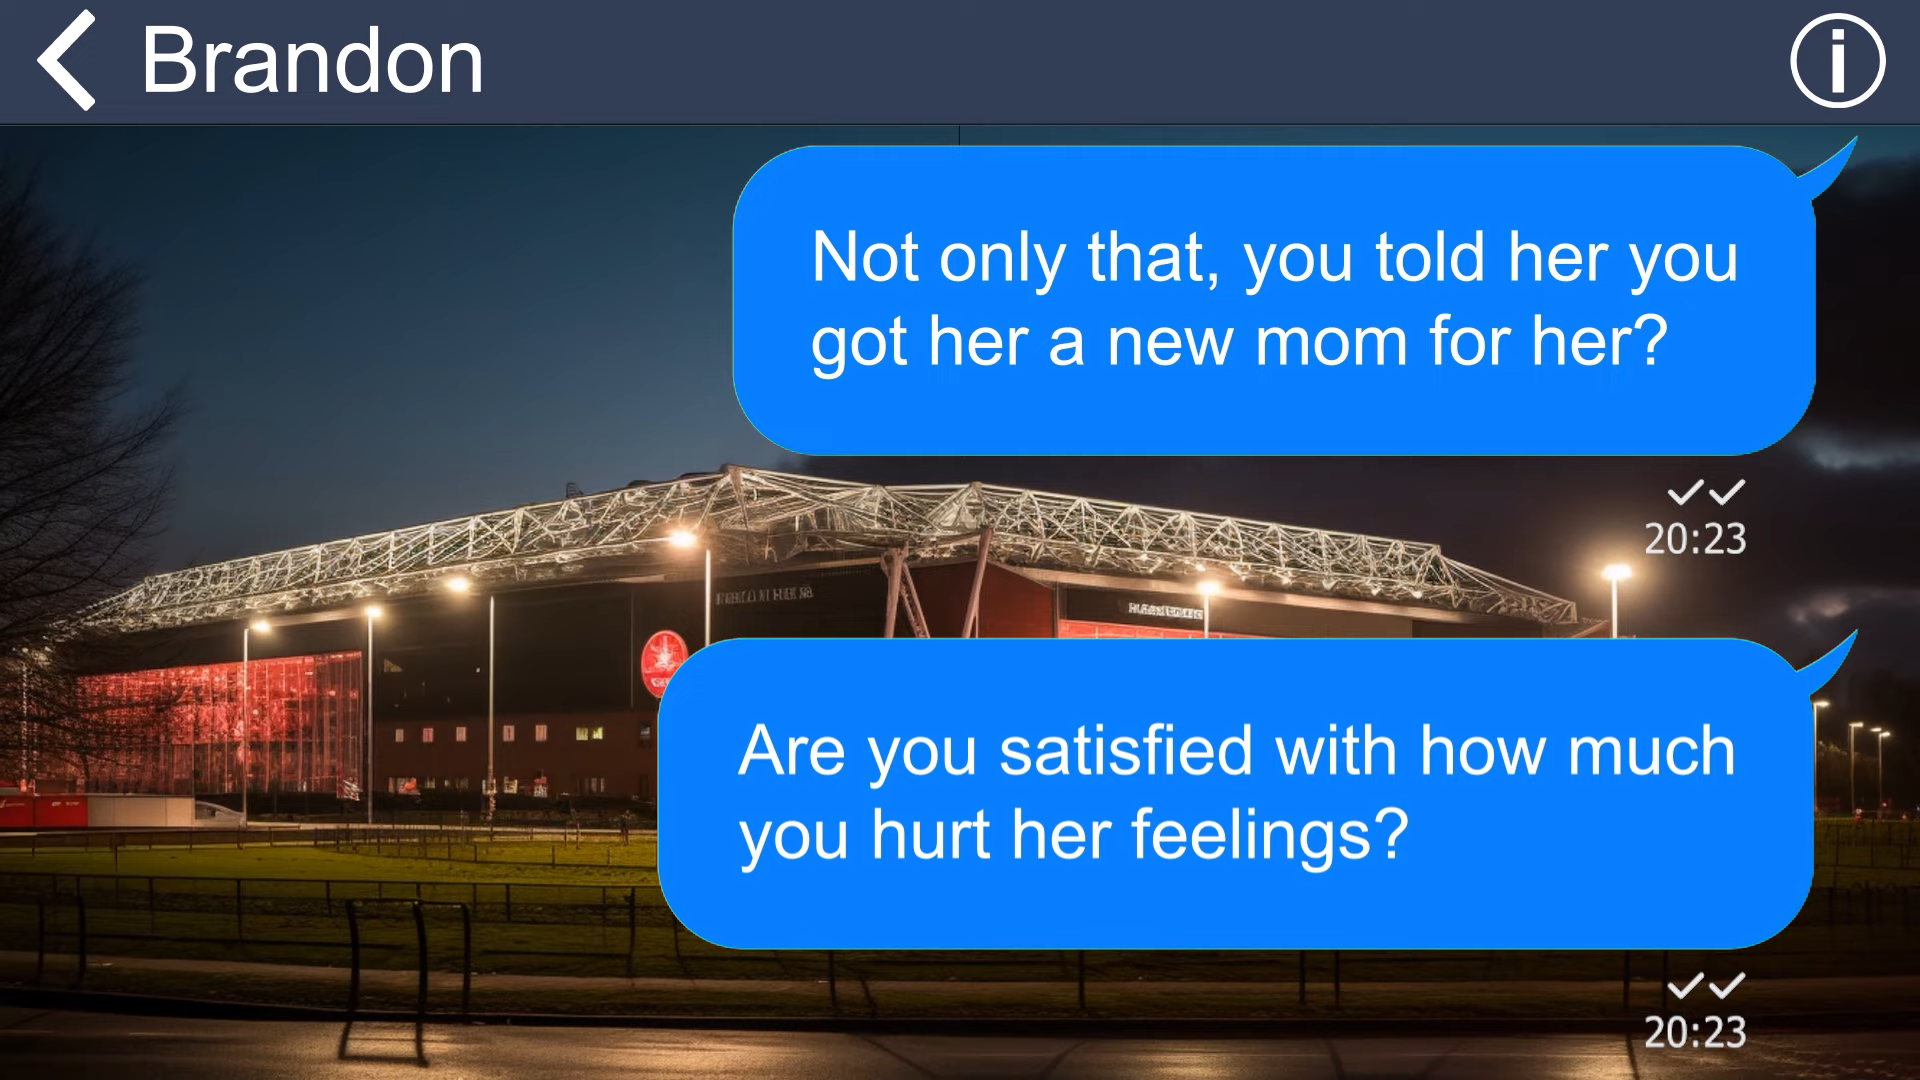 Brandon
Not only that, you told her you
got her a new mom for her?
20:23
Are you satisfied with how much
you hurt her feelings?
20:23